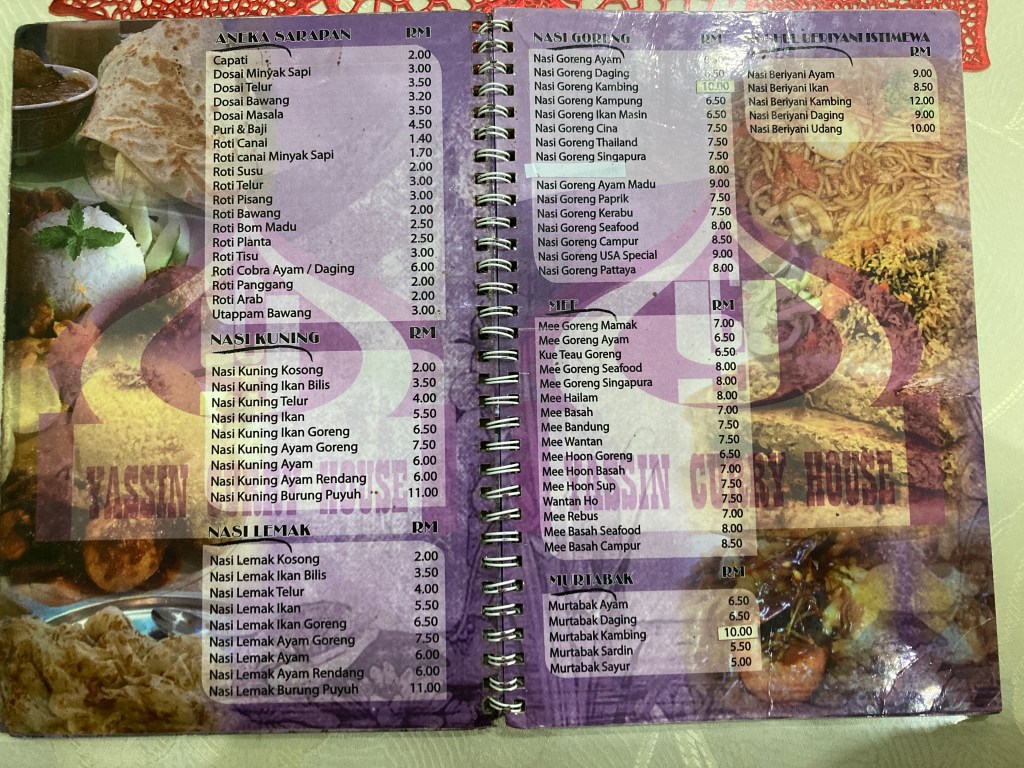 ANEKA SARAPAN RM
Capati 2.00
Dosai Minyak Sapi 3.00
Dosai Telur 3.50
Dosai Bawang 3.20
Dosai Masala 3.50
Puri & Baji 4.50
Roti Canai 1.40
Roti canai Minyak Sapi 1.70
Roti Susu 2.00
Roti Telur 3.00
Roti Pisang 3.00
Roti Bawang 2.00
Roti Bom Madu 2.50
Roti Planta 2.50
Roti Tisu 3.00
Roti Cobra Ayam / Daging 6.00
Roti Panggang 2.00
Roti Arab 2.00
Utappam Bawang 3.00
NASI KUNING RM
Nasi Kuning Kosong 2.00
Nasi Kuning Ikan Bilis 3.50
Nasi Kuning Telur 4.00
Nasi Kuning Ikan 5.50
Nasi Kuning Ikan Goreng 6.50
Nasi Kuning Ayam Goreng 7.50
Nasi Kuning Ayam 6.00
Nasi Kuning Ayam Rendang 6.00
Nasi Kuning Burung Puyuh 11.00
YASSIN CURRY HOUSE
NASI LEMAK RM
Nasi Lemak Kosong 2.00
Nasi Lemak Ikan Bilis 3.50
Nasi Lemak Telur 4.00
Nasi Lemak Ikan 5.50
Nasi Lemak Ikan Goreng 6.50
Nasi Lemak Ayam Goreng 7.50
Nasi Lemak Ayam 6.00
Nasi Lemak Ayam Rendang 6.00
Nasi Lemak Burung Puyuh 11.00
NASI GORENG RM
Nasi Goreng Ayam
Nasi Goreng Daging 6.50
Nasi Goreng Kambing 10.00
Nasi Goreng Kampung 6.50
Nasi Goreng Ikan Masin 6.50
Nasi Goreng Cina 7.50
Nasi Goreng Thailand 7.50
Nasi Goreng Singapura 7.50
8.00
Nasi Goreng Ayam Madu 9.00
Nasi Goreng Paprik 7.50
Nasi Goreng Kerabu 7.50
Nasi Goreng Seafood 8.00
Nasi Goreng Campur 8.50
Nasi Goreng USA Special 9.00
Nasi Goreng Pattaya 8.00
MEE RM
Mee Goreng Mamak 7.00
Mee Goreng Ayam 6.50
Kue Teau Goreng 6.50
Mee Goreng Seafood 8.00
Mee Goreng Singapura 8.00
Mee Hailam 8.00
Mee Basah 7.00
Mee Bandung 7.50
Mee Wantan 7.50
Mee Hoon Goreng 6.50
Mee Hoon Basah 7.00
Mee Hoon Sup 7.50
Wantan Ho 7.50
Mee Rebus 7.00
Mee Basah Seafood 8.00
Mee Basah Campur 8.50
YASSIN CURRY HOUSE
MURTABAK RM
Murtabak Ayam 6.50
Murtabak Daging 6.50
Murtabak Kambing 10.00
Murtabak Sardin 5.50
Murtabak Sayur 5.00
BERIYANI ISTIMEWA
RM
Nasi Beriyani Ayam 9.00
Nasi Beriyani Ikan 8.50
Nasi Beriyani Kambing 12.00
Nasi Beriyani Daging 9.00
Nasi Beriyani Udang 10.00